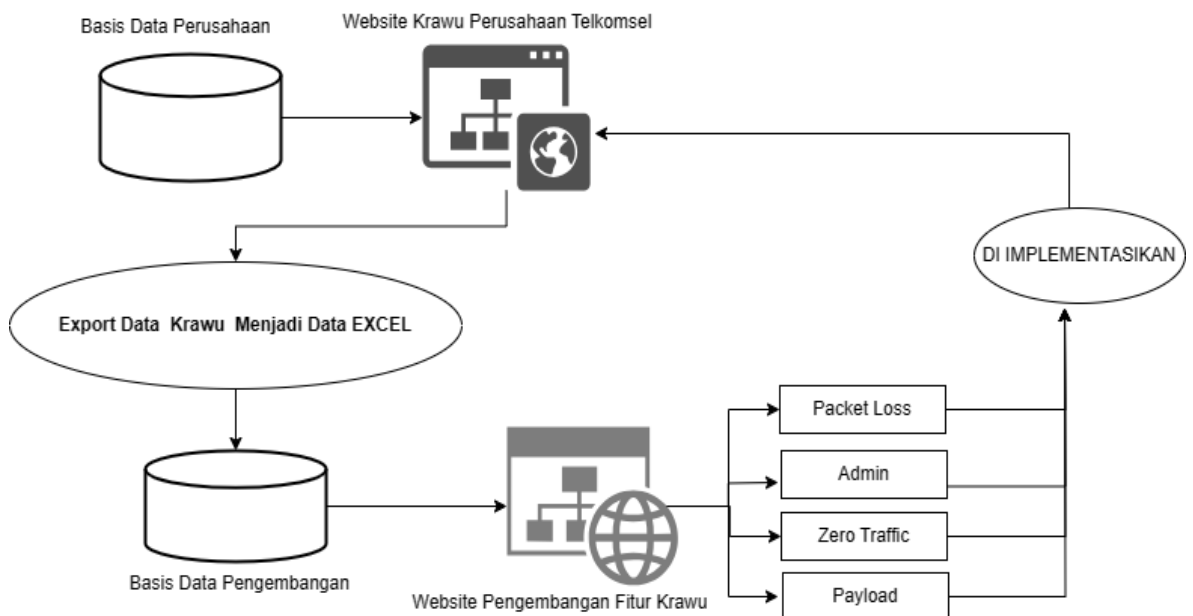 Basis Data Perusahaan
Website Krawu Perusahaan Telkomsel
DI IMPLEMENTASIKAN
Export Data Krawu Menjadi Data EXCEL
Packet Loss
Admin
Zero Traffic
Payload
Basis Data Pengembangan
Website Pengembangan Fitur Krawu